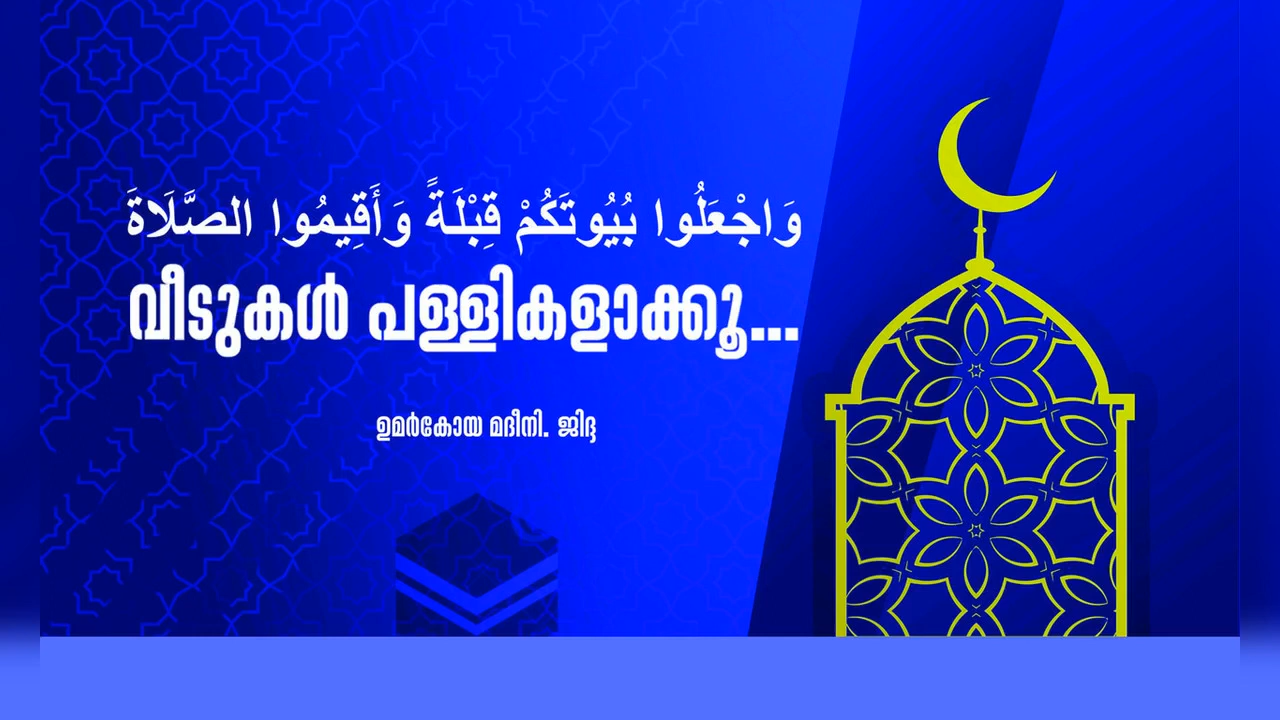 وَاجْعَلُوا بُيُوتَكُمْ قِبْلَةً وَأَقِيمُوا الصَّلَاةَ
വീടുകൾ പള്ളികളാക്കൂ...
ഉമർകോയ മദീനി. ജിദ്ദ